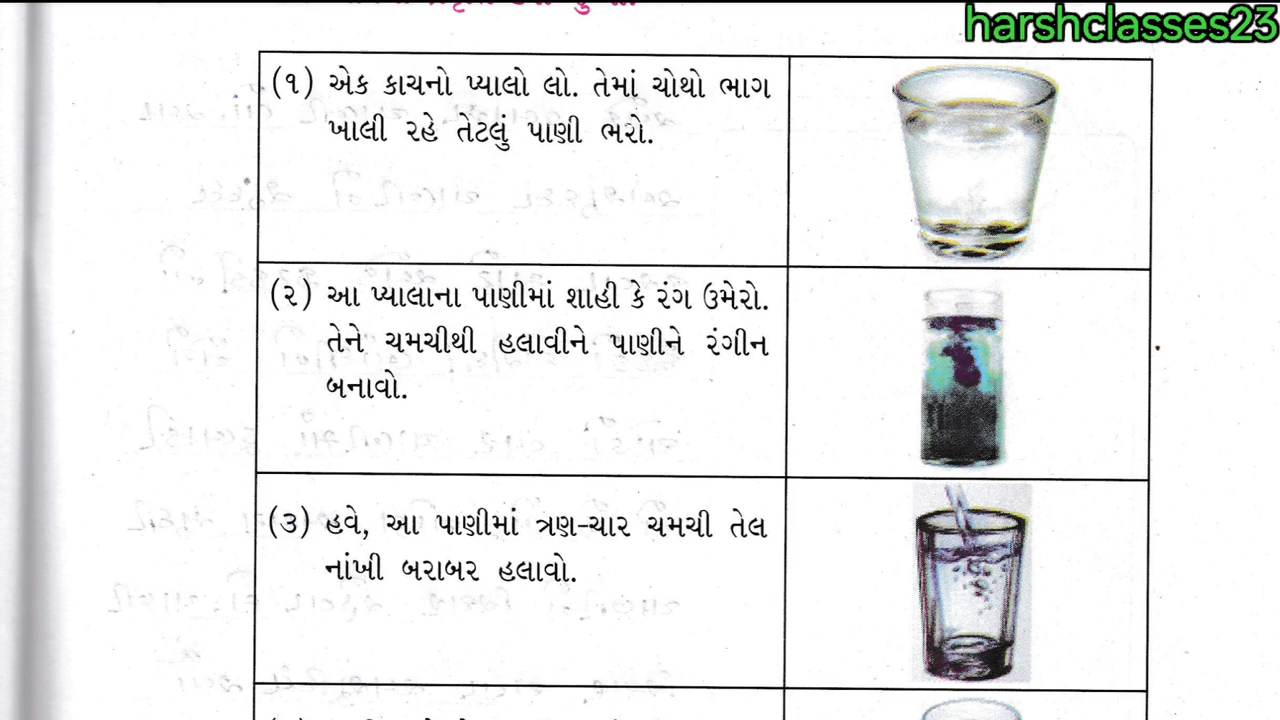 harshclasses23
(૧) એક કાચનો પ્યાલો લો. તેમાં ચોથો ભાગ
ખાલી રહે તેટલું પાણી ભરો.
(૨) આ પ્યાલાના પાણીમાં શાહી કે રંગ ઉમેરો.
તેને ચમચીથી હલાવીને પાણીને રંગીન
બનાવો.
(૩) હવે, આ પાણીમાં ત્રણ-ચાર ચમચી તેલ
નાંખી બરાબર હલાવો.